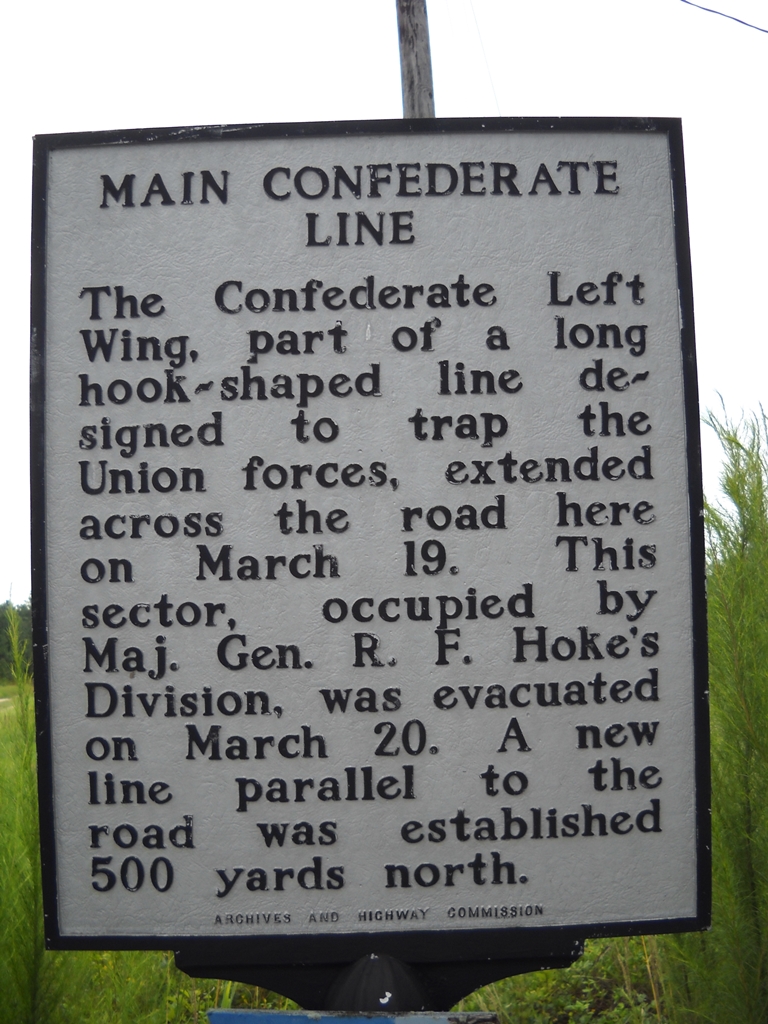 MAIN CONFEDERATE
LINE
The Confederate Left
Wing, part of a long
hook-shaped line de-
signed to trap the
Union forces, extended
across the road here
on March 19. This
sector, occupied by
Maj. Gen. R. F. Hoke's
Division, was evacuated
on March 20. A new
line parallel to the
road was established
500 yards north.
ARCHIVES AND HIGHWAY COMMISSION